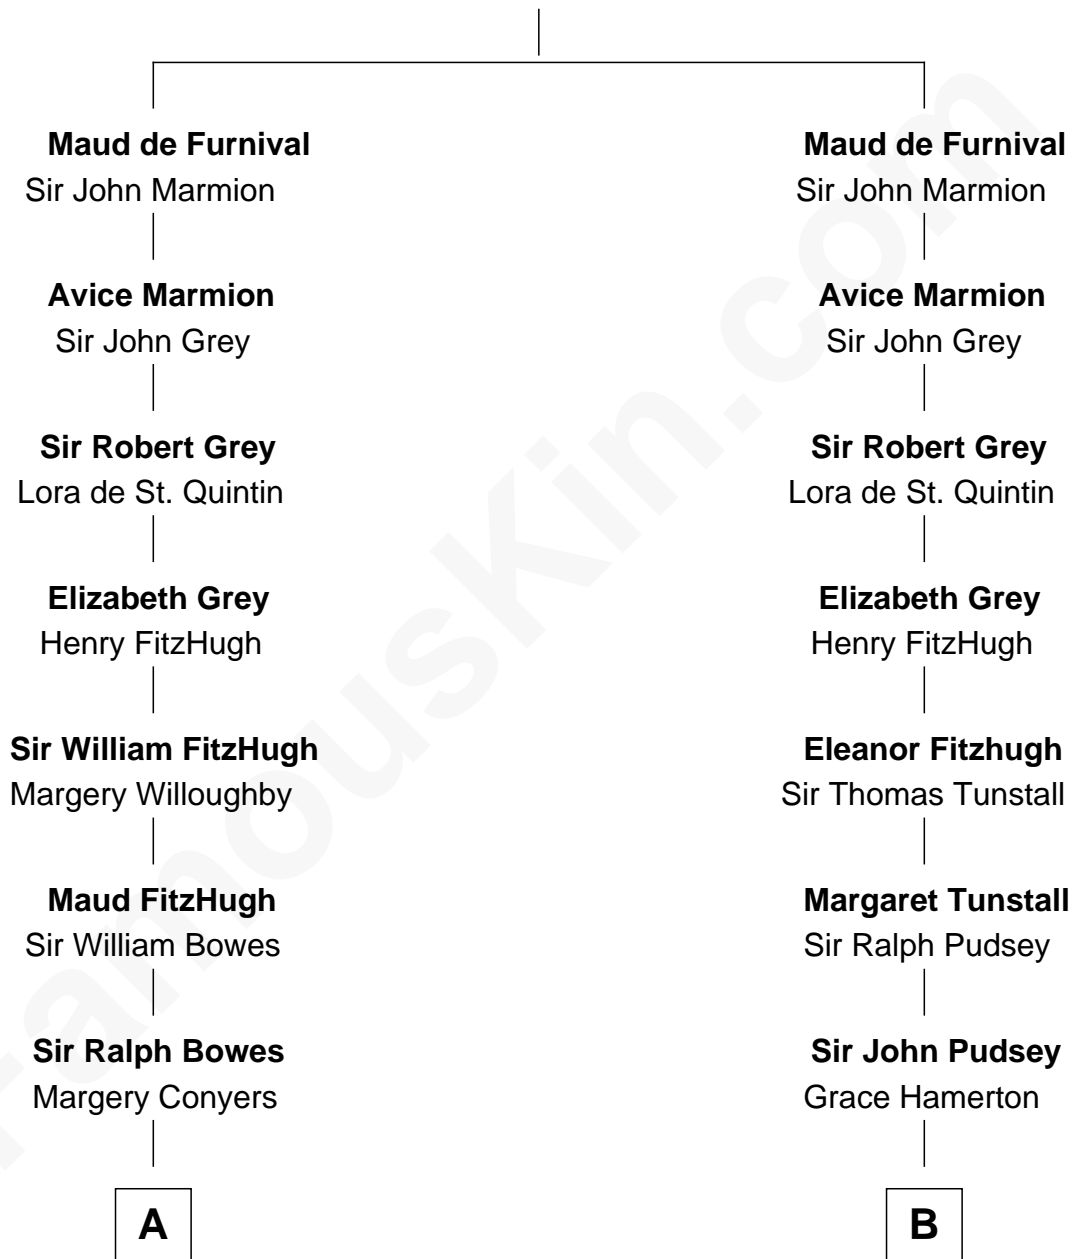 Maud de Furnival Maud de Furnival
Sir John Marmion Sir John Marmion
Avice Marmion Avice Marmion
Sir John Grey Sir John Grey
Sir Robert Grey Sir Robert Grey
Lora de St. Quintin Lora de St. Quintin
Elizabeth Grey Elizabeth Grey
Henry FitzHugh Henry FitzHugh
Sir William FitzHugh Eleanor Fitzhugh
Margery Willoughby Sir Thomas Tunstall
Maud FitzHugh Margaret Tunstall
Sir William Bowes Sir Ralph Pudsey
Sir Ralph Bowes Sir John Pudsey
Margery Conyers Grace Hamerton
A B
FamousKin.com